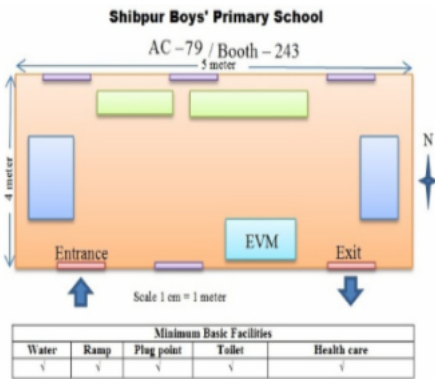 Shibpur Boys' Primary School
AC -79 / Booth - 243
5 meter
4 meter
N
Entrance
EVM
Exit
Scale 1 cm = 1 meter
Minimum Basic Facilities
Water Ramp Plug point Toilet Health care
√ √ √ √ √